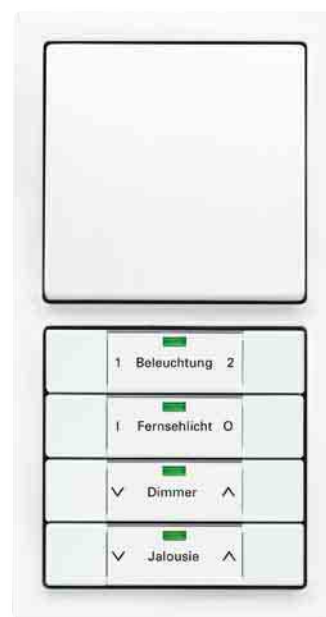 1 Beleuchtung 2
I Fernsehlicht O
∨ Dimmer ∧
∨ Jalousie ∧